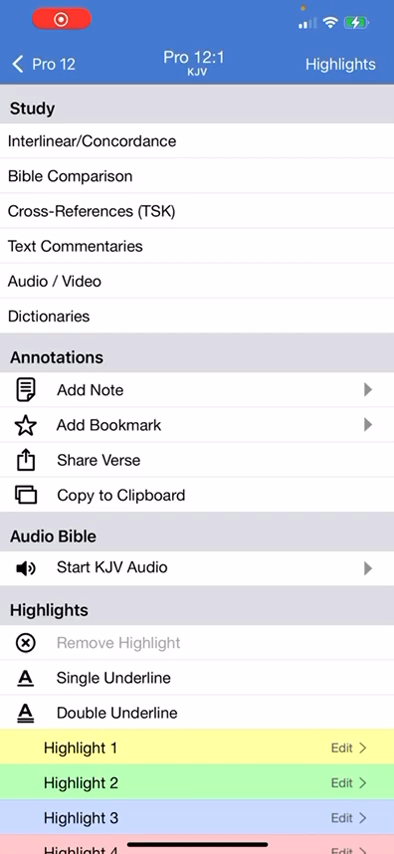 Pro 12
Pro 12:1
KJV
Highlights
Study
Interlinear/Concordance
Bible Comparison
Cross-References (TSK)
Text Commentaries
Audio / Video
Dictionaries
Annotations
Add Note
Add Bookmark
Share Verse
Copy to Clipboard
Audio Bible
Start KJV Audio
Highlights
Remove Highlight
A Single Underline
A Double Underline
Highlight 1 Edit
Highlight 2 Edit
Highlight 3 Edit
Highlight 4 Edit